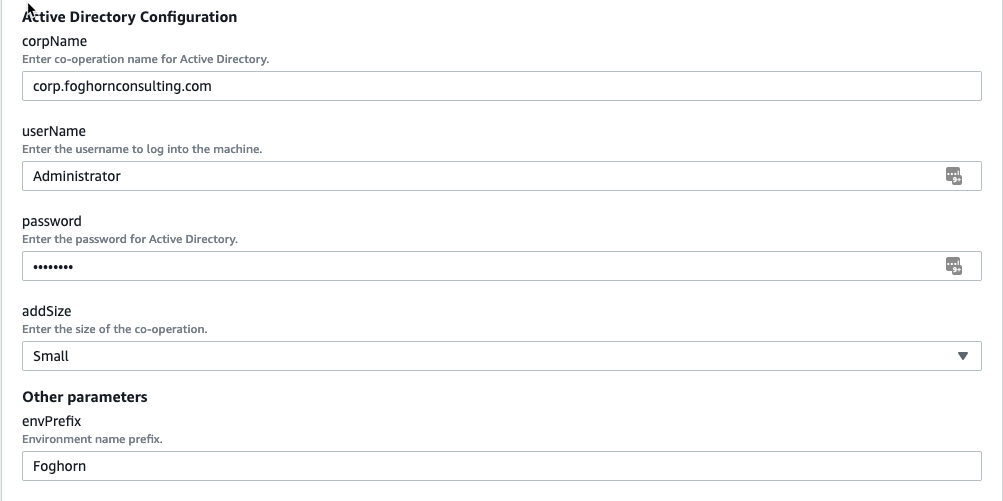 Active Directory Configuration
corpName
Enter co-operation name for Active Directory.
corp.foghornconsulting.com
userName
Enter the username to log into the machine.
Administrator
9+
password
Enter the password for Active Directory.
••••••••
9+
addSize
Enter the size of the co-operation.
Small
Other parameters
envPrefix
Environment name prefix.
Foghorn